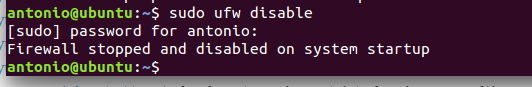 antonio@ubuntu:~$ sudo ufw disable
[sudo] password for antonio:
Firewall stopped and disabled on system startup
antonio@ubuntu:~$